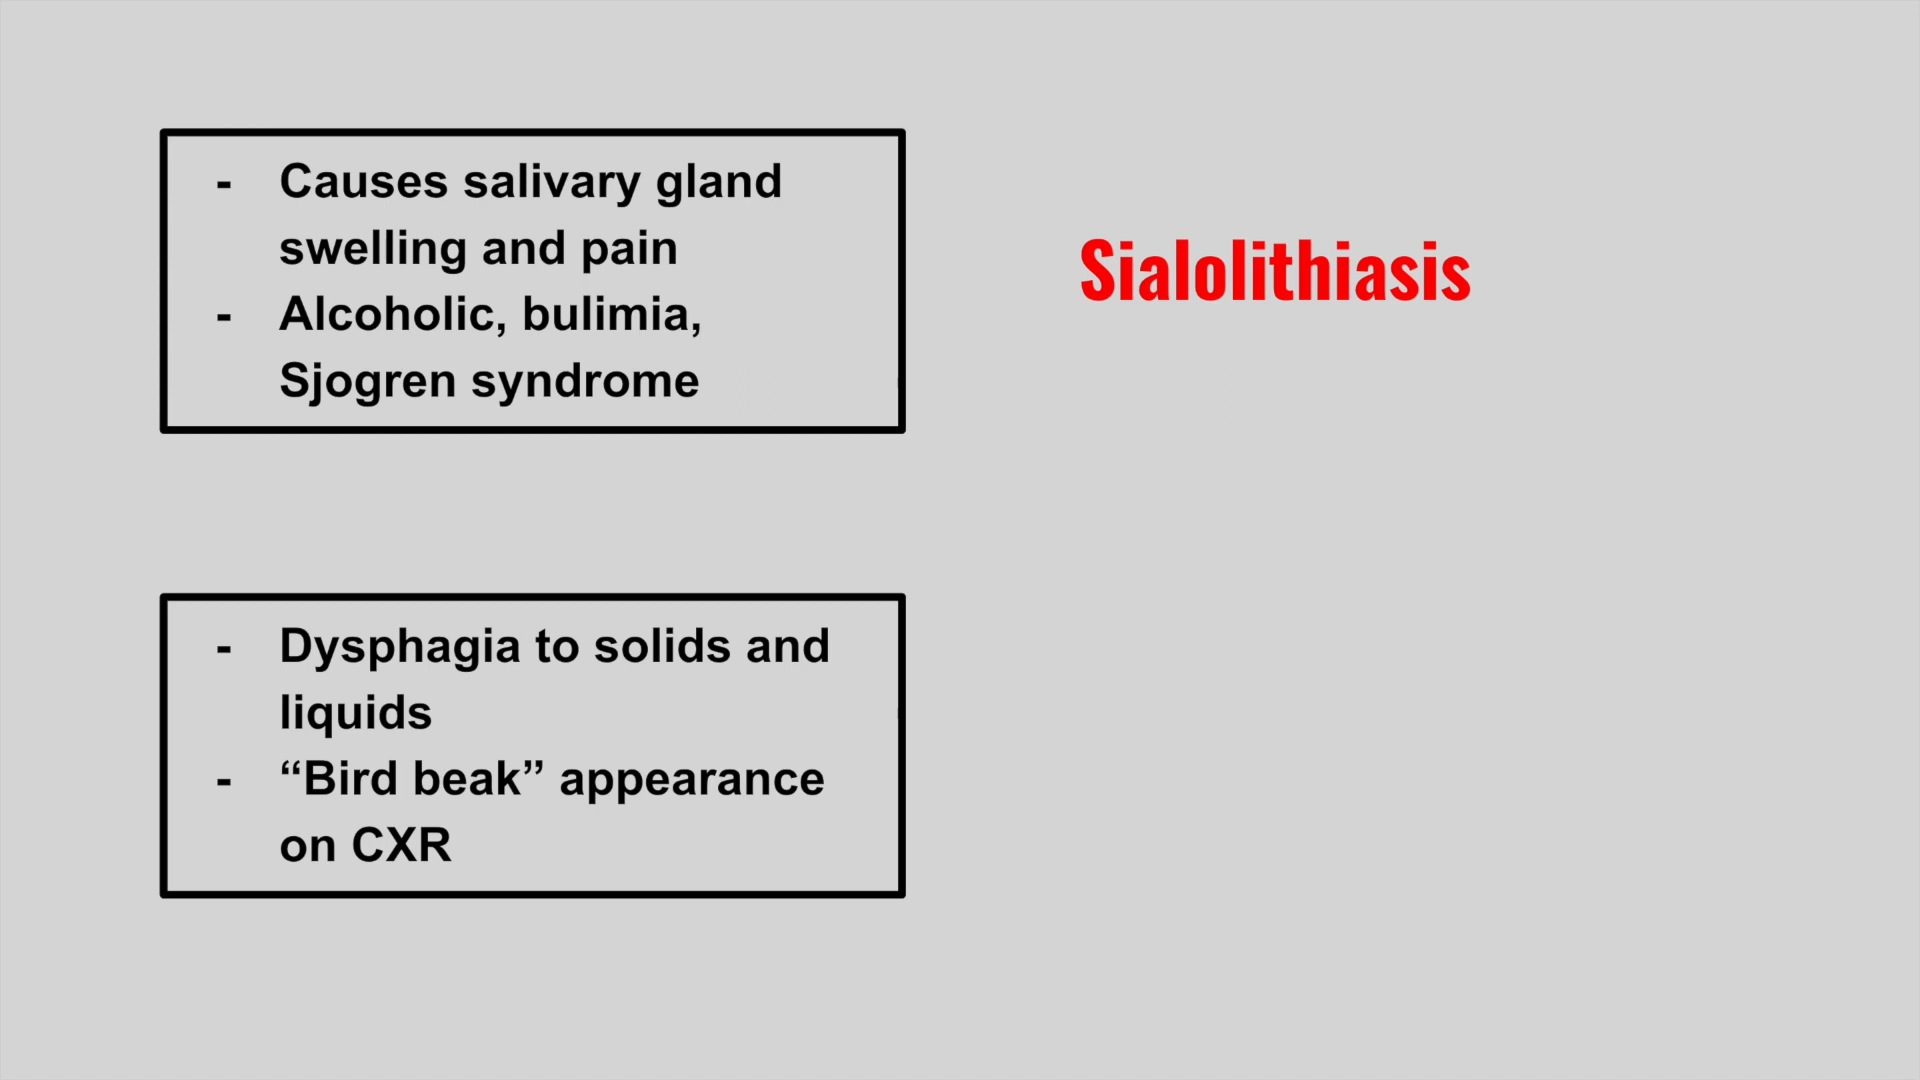 - Causes salivary gland
swelling and pain
- Alcoholic, bulimia,
Sjogren syndrome
Sialolithiasis
- Dysphagia to solids and
liquids
- “Bird beak” appearance
on CXR